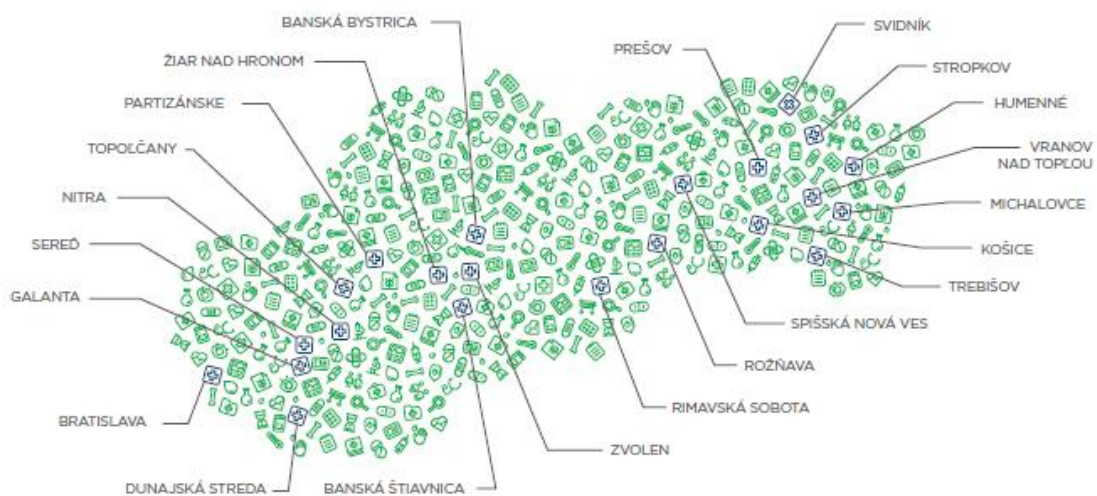 BANSKÁ BYSTRICA
ŽIAR NAD HRONOM
PARTIZÁNSKE
TOPOĽČANY
NITRA
SEREĎ
GALANTA
BRATISLAVA
DUNAJSKÁ STREDA
BANSKÁ ŠTIAVNICA
ZVOLEN
RIMAVSKÁ SOBOTA
ROŽŇAVA
SPIŠSKÁ NOVÁ VES
PREŠOV
SVIDNÍK
STROPKOV
HUMENNÉ
VRANOV
NAD TOPLOU
MICHALOVCE
KOŠICE
TREBIŠOV